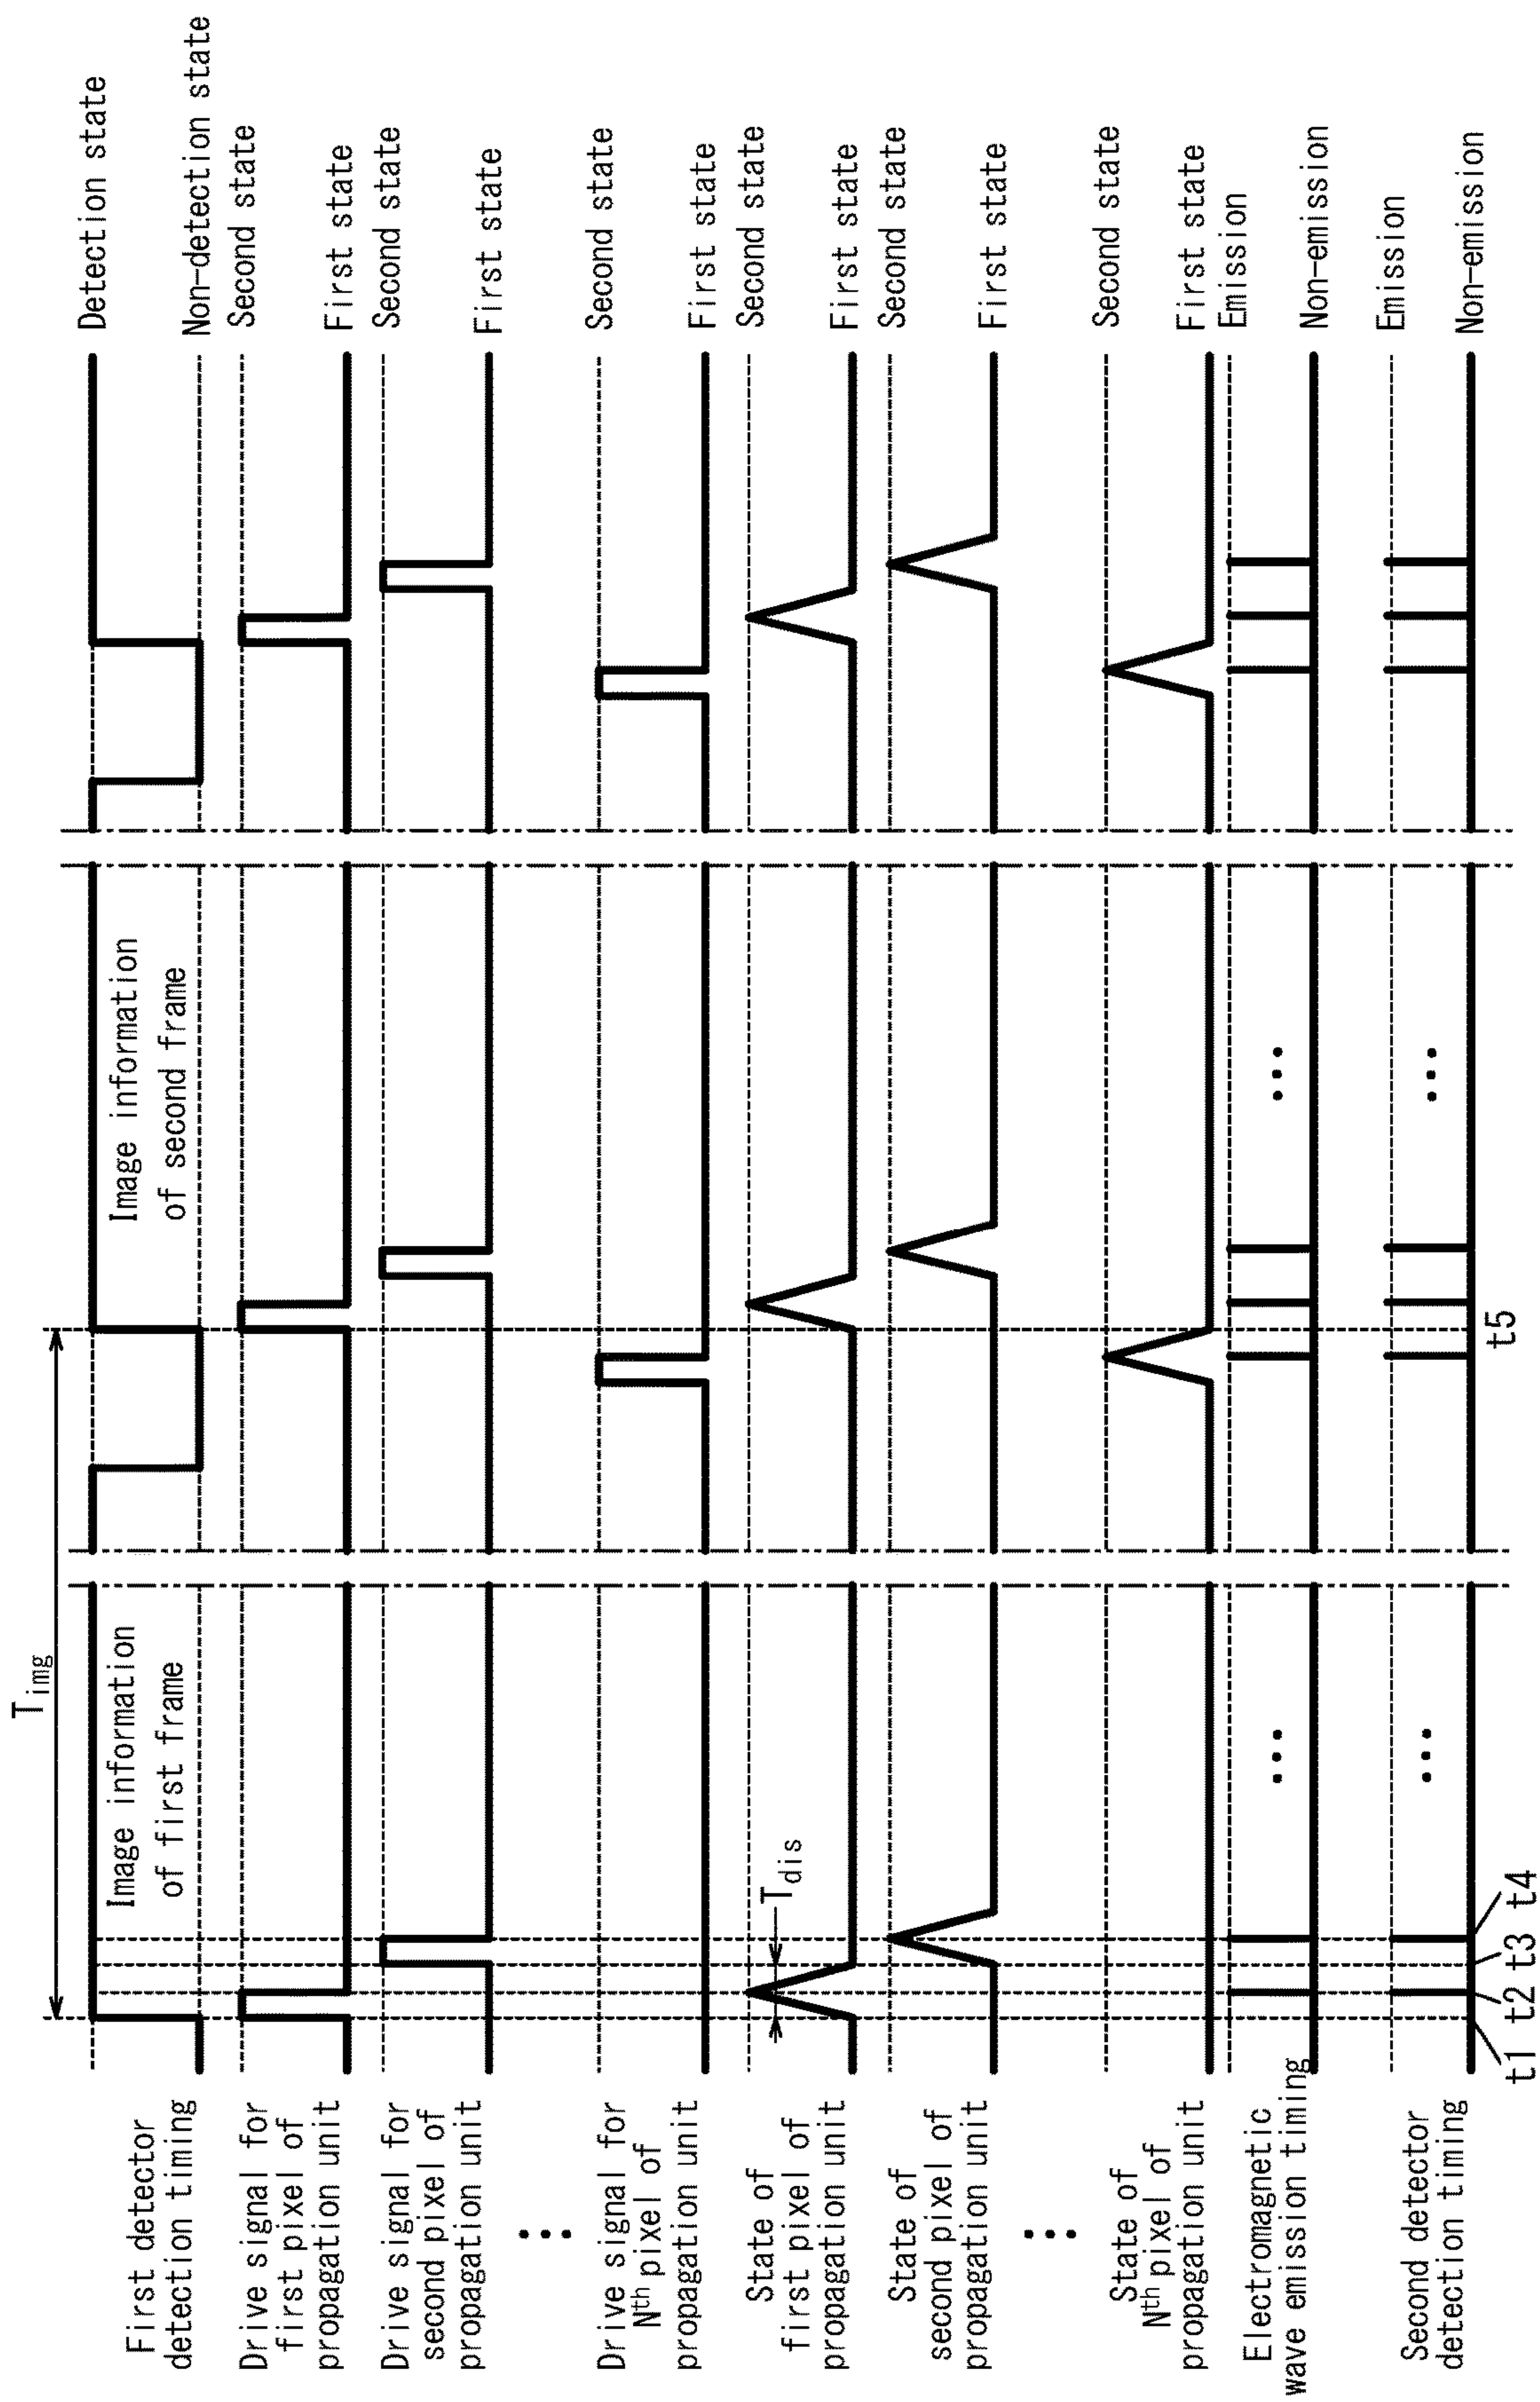 T_img
First detector
detection timing
Image information
of first frame
Image information
of second frame
Detection state
Non-detection state
Drive signal for
first pixel of
propagation unit
Second state
First state
Drive signal for
second pixel of
propagation unit
Second state
First state
⋮
Drive signal for
Nth pixel of
propagation unit
Second state
First state
State of
first pixel of
propagation unit
T_dis
Second state
First state
State of
second pixel of
propagation unit
Second state
First state
⋮
State of
Nth pixel of
propagation unit
Second state
First state
Electromagnetic
wave emission timing
...
...
Emission
Non-emission
Second detector
detection timing
...
...
Emission
Non-emission
t1 t2 t3 t4 t5